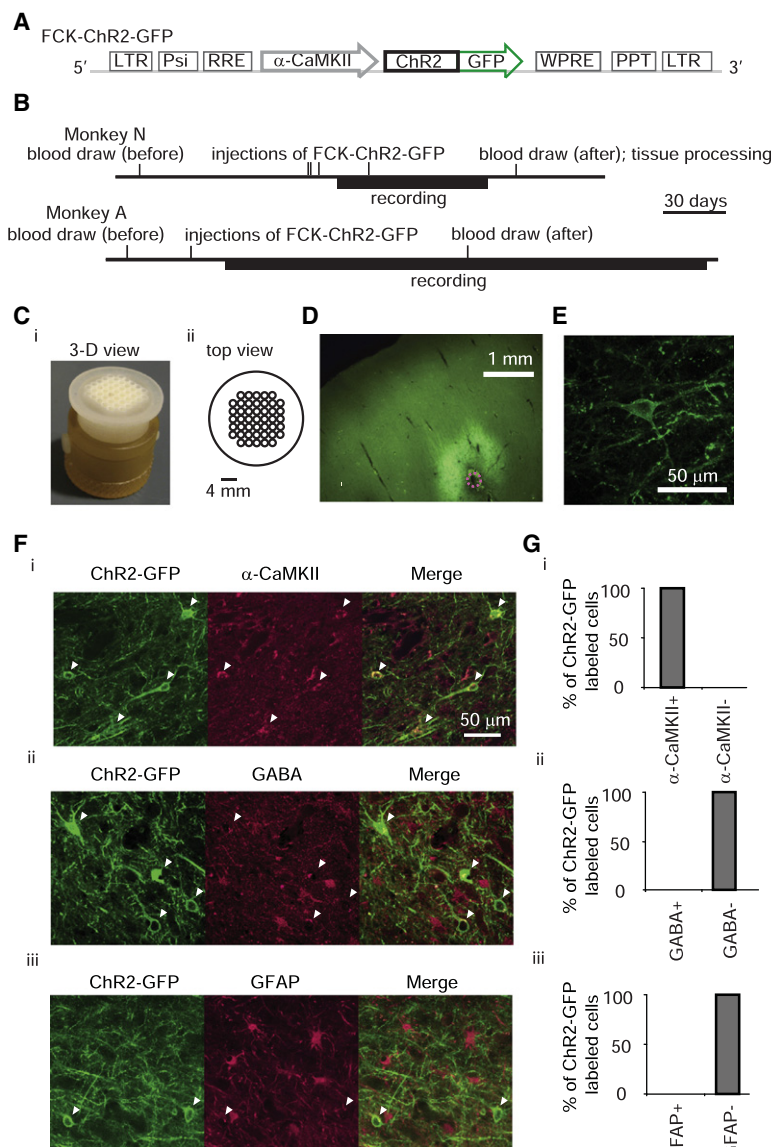 A
FCK-ChR2-GFP
5′ LTR Psi RRE α-CaMKII ChR2 GFP WPRE PPT LTR 3′
B
Monkey N
blood draw (before) injections of FCK-ChR2-GFP blood draw (after); tissue processing
recording
30 days
Monkey A
blood draw (before) injections of FCK-ChR2-GFP blood draw (after)
recording
C D E
i ii
3-D view top view
1 mm
4 mm
50 μm
F
i
ChR2-GFP α-CaMKII Merge
50 μm
ii
ChR2-GFP GABA Merge
iii
ChR2-GFP GFAP Merge
G
i
% of ChR2-GFP
labeled cells
100
50
0
α-CaMKII+
α-CaMKII-
ii
% of ChR2-GFP
labeled cells
100
50
0
GABA+
GABA-
iii
% of ChR2-GFP
labeled cells
100
50
0
FAP+
FAP-